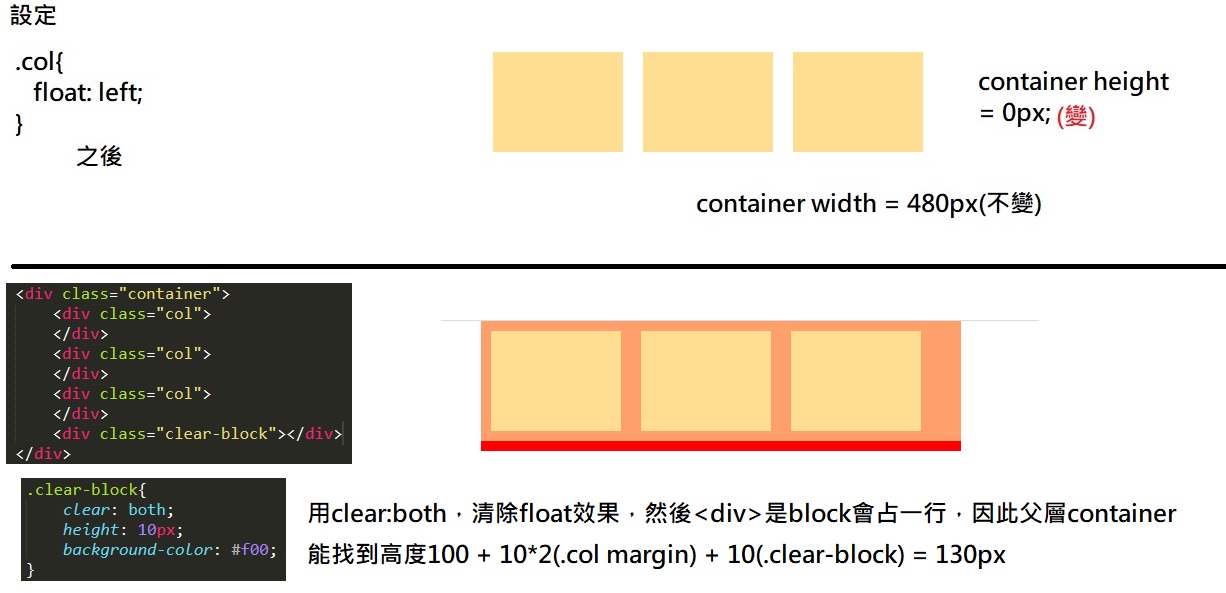 設定
.col{
float: left;
}
之後
container height
= 0px; (變)
container width = 480px(不變)
<div class="container">
<div class="col">
</div>
<div class="col">
</div>
<div class="col">
</div>
<div class="clear-block"></div>
</div>
.clear-block{
clear: both;
height: 10px;
background-color: #f00;
}
用clear:both，清除float效果，然後<div>是block會占一行，因此父層container
能找到高度100 + 10*2(.col margin) + 10(.clear-block) = 130px